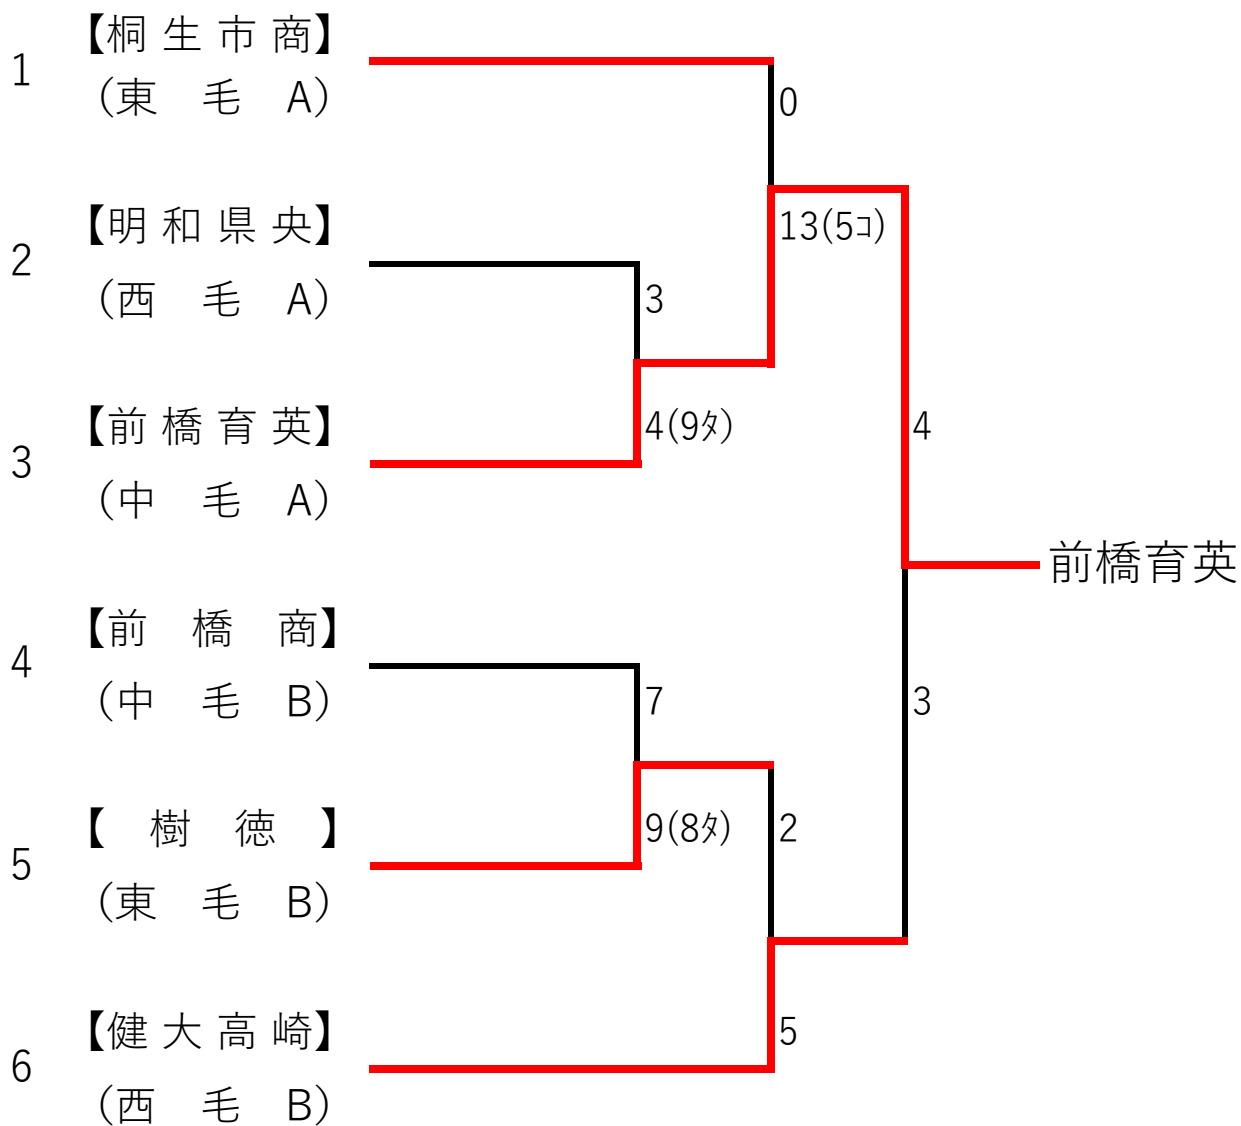 1
【桐生市商】
（東　毛　A）
0
13(5ｺ)
2
【明和県央】
（西　毛　A）
3
4(9ﾀ)
3
【前橋育英】
（中　毛　A）
4
前橋育英
3
4
【前　橋　商】
（中　毛　B）
7
9(8ﾀ)
2
5
【　樹　徳　】
（東　毛　B）
5
6
【健大高崎】
（西　毛　B）